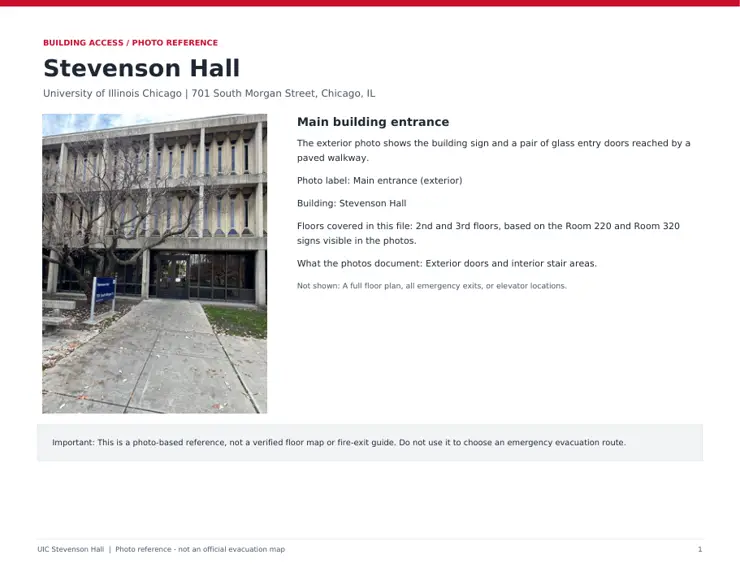 BUILDING ACCESS / PHOTO REFERENCE
Stevenson Hall
University of Illinois Chicago | 701 South Morgan Street, Chicago, IL
Main building entrance
The exterior photo shows the building sign and a pair of glass entry doors reached by a
paved walkway.
Photo label: Main entrance (exterior)
Building: Stevenson Hall
Floors covered in this file: 2nd and 3rd floors, based on the Room 220 and Room 320
signs visible in the photos.
What the photos document: Exterior doors and interior stair areas.
Not shown: A full floor plan, all emergency exits, or elevator locations.
Important: This is a photo-based reference, not a verified floor map or fire-exit guide. Do not use it to choose an emergency evacuation route.
UIC Stevenson Hall | Photo reference - not an official evacuation map
1